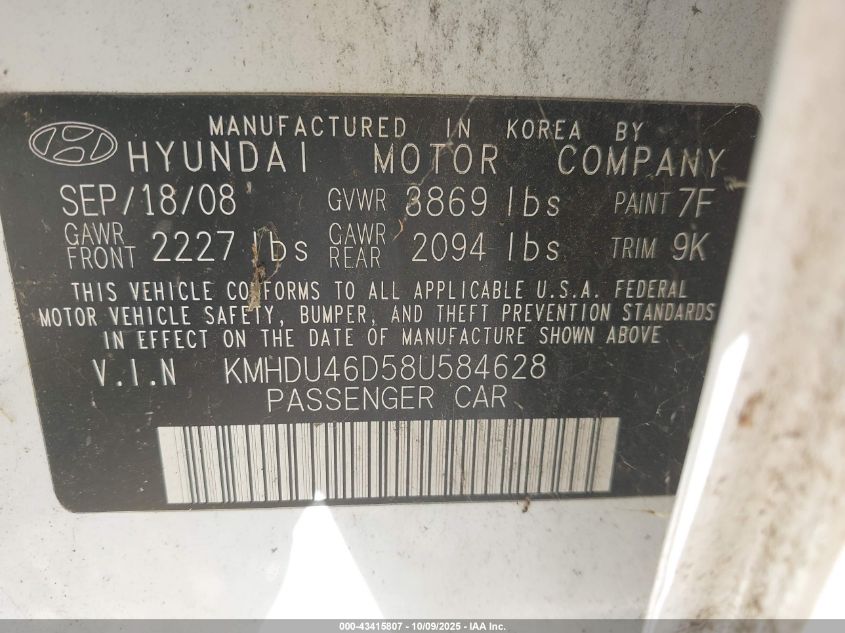 MANUFACTURED IN KOREA BY
HYUNDAI MOTOR COMPANY
SEP/18/08 GVWR 3869 lbs PAINT 7F
GAWR FRONT 2227 lbs GAWR REAR 2094 lbs TRIM 9K
THIS VEHICLE CONFORMS TO ALL APPLICABLE U.S.A. FEDERAL
MOTOR VEHICLE SAFETY, BUMPER, AND THEFT PREVENTION STANDARDS
IN EFFECT ON THE DATE OF MANUFACTURE SHOWN ABOVE
V.I.N KMHDU46D58U584628
PASSENGER CAR
000-43415807 - 10/09/2025 - IAA Inc.